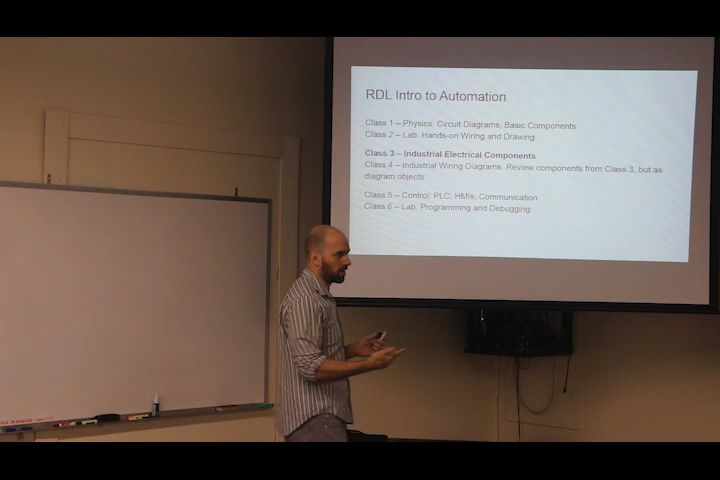 RDL Intro to Automation
Class 1 – Physics, Circuit Diagrams, Basic Components
Class 2 – Lab: Hands-on Wiring and Drawing
Class 3 – Industrial Electrical Components
Class 4 – Industrial Wiring Diagrams. Review components from Class 3, but as
diagram objects
Class 5 – Control: PLC, HMIs, Communication
Class 6 – Lab: Programming and Debugging